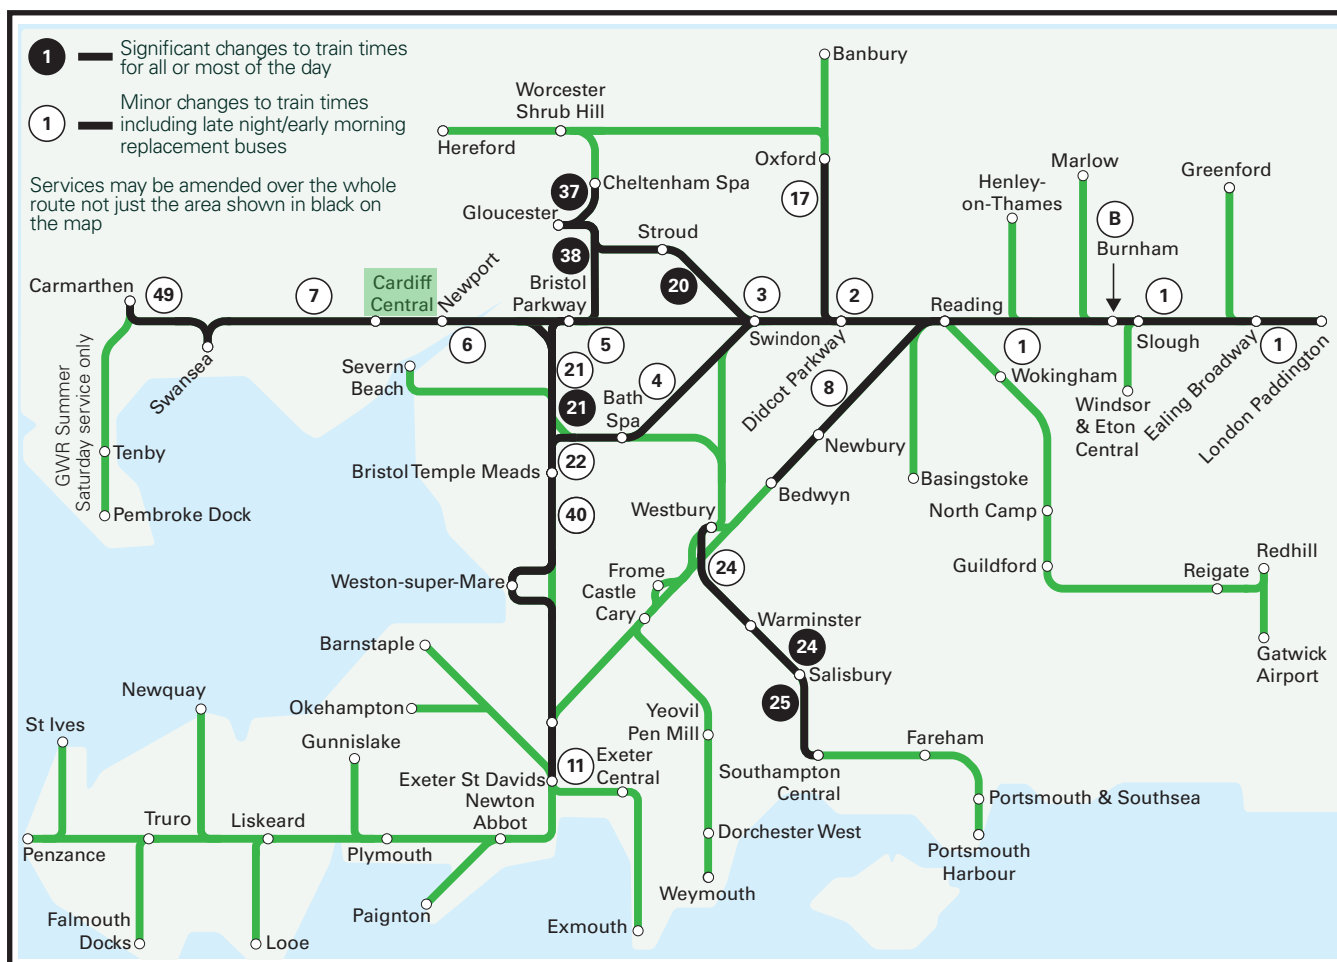 1
Significant changes to train times
for all or most of the day
1
Minor changes to train times
including late night/early morning
replacement buses
Services may be amended over the whole
route not just the area shown in black on
the map
Banbury
Worcester
Shrub Hill
Hereford
Oxford
Cheltenham Spa
37
17
Gloucester
Stroud
38
20
Marlow
Henley-
on-Thames
Greenford
B
Burnham
Carmarthen
49
7
Cardiff
Central
Newport
Bristol
Parkway
3
2
Reading
1
Swansea
6
5
Swindon
Didcot Parkway
1
Slough
1
Ealing Broadway
London Paddington
GWR Summer
Saturday service only
Severn
Beach
21
4
8
Wokingham
21
Bath
Spa
Windsor
& Eton
Central
Tenby
Newbury
Bristol Temple Meads
22
Bedwyn
Basingstoke
Pembroke Dock
40
Westbury
North Camp
Weston-super-Mare
Frome
24
Castle
Cary
Guildford
Reigate
Redhill
Warminster
24
Salisbury
Gatwick
Airport
25
Barnstaple
Newquay
Okehampton
St Ives
Gunnislake
Yeovil
Pen Mill
Fareham
Exeter St Davids
11
Exeter
Central
Southampton
Central
Newton
Abbot
Portsmouth & Southsea
Truro
Liskeard
Penzance
Plymouth
Dorchester West
Portsmouth
Harbour
Weymouth
Falmouth
Docks
Looe
Paignton
Exmouth